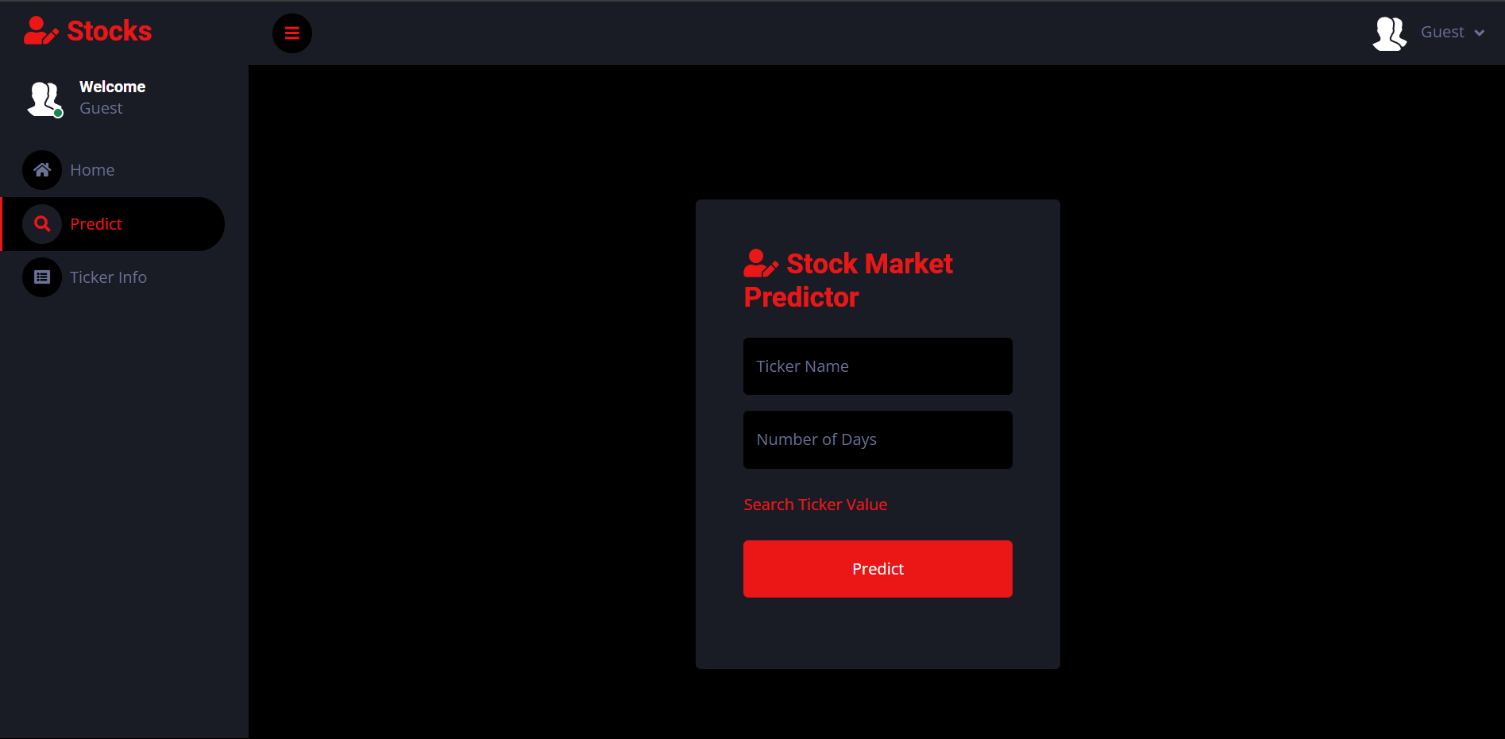 Stocks
Guest
Welcome
Guest
Home
Predict
Ticker Info
Stock Market
Predictor
Ticker Name
Number of Days
Search Ticker Value
Predict